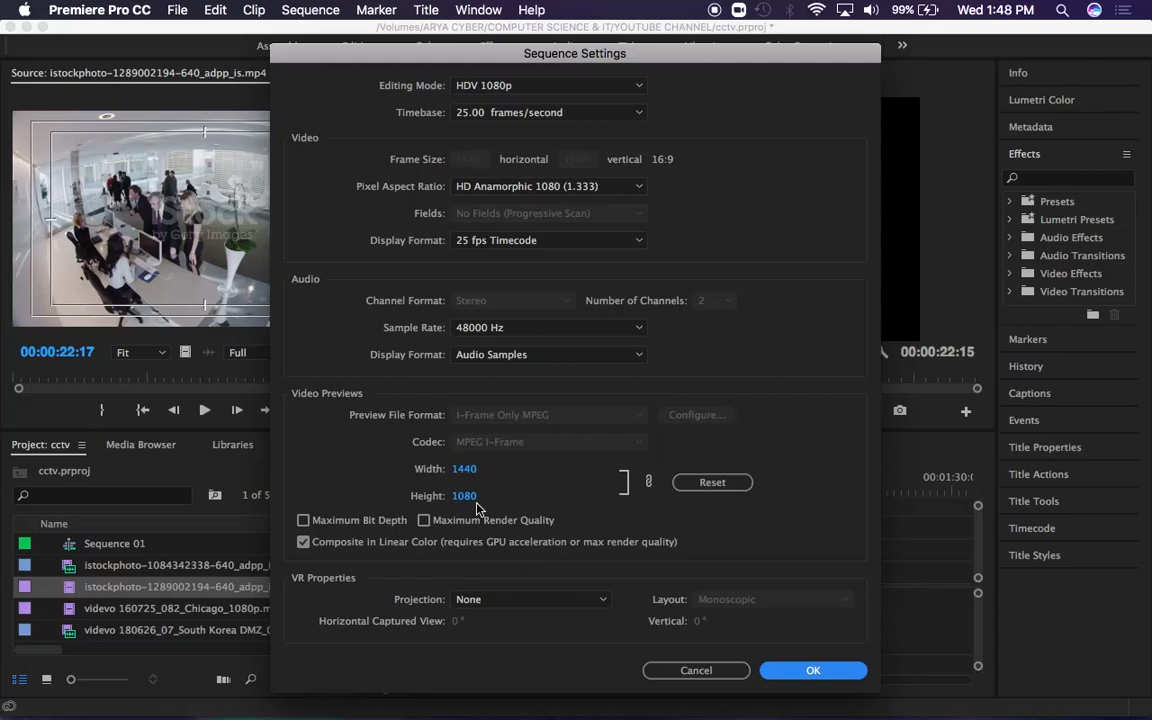 Premiere Pro CC File Edit Clip Sequence Marker Title Window Help 99% Wed 1:48 PM
/Volumes/ARYA CYBER/COMPUTER SCIENCE & IT/YOUTUBE CHANNEL/cctv.prproj *
Sequence Settings
Source: istockphoto-1289002194-640_adpp_is.mp4
Info
Editing Mode: HDV 1080p
Lumetri Color
Timebase: 25.00 frames/second
Metadata
Video
Effects
Frame Size: 1440 horizontal vertical 16:9
Pixel Aspect Ratio: HD Anamorphic 1080 (1.333)
Presets
Fields: No Fields (Progressive Scan)
Lumetri Presets
by Getty Images
Display Format: 25 fps Timecode
Audio Effects
Audio Transitions
Audio
Video Effects
Channel Format: Stereo Number of Channels: 2
Video Transitions
Sample Rate: 48000 Hz
Markers
00:00:22:17 Fit Full
Display Format: Audio Samples
00:00:22:15
History
Video Previews
Captions
Preview File Format: I-Frame Only MPEG Configure...
Events
Project: cctv Media Browser Libraries
Codec: MPEG I-Frame
Title Properties
cctv.prproj
Width: 1440
Reset
00:01:30:0
Title Actions
1 of 5
Height: 1080
Title Tools
Name
Maximum Bit Depth Maximum Render Quality
Timecode
Sequence 01
Composite in Linear Color (requires GPU acceleration or max render quality)
Title Styles
istockphoto-1084342338-640_adpp_i
VR Properties
istockphoto-1289002194-640_adpp_i
Projection: None Layout: Monoscopic
videvo 160725_082_Chicago_1080p.m
Horizontal Captured View: 0 ° Vertical: 0 °
videvo 180626_07_South Korea DMZ_0
Cancel OK